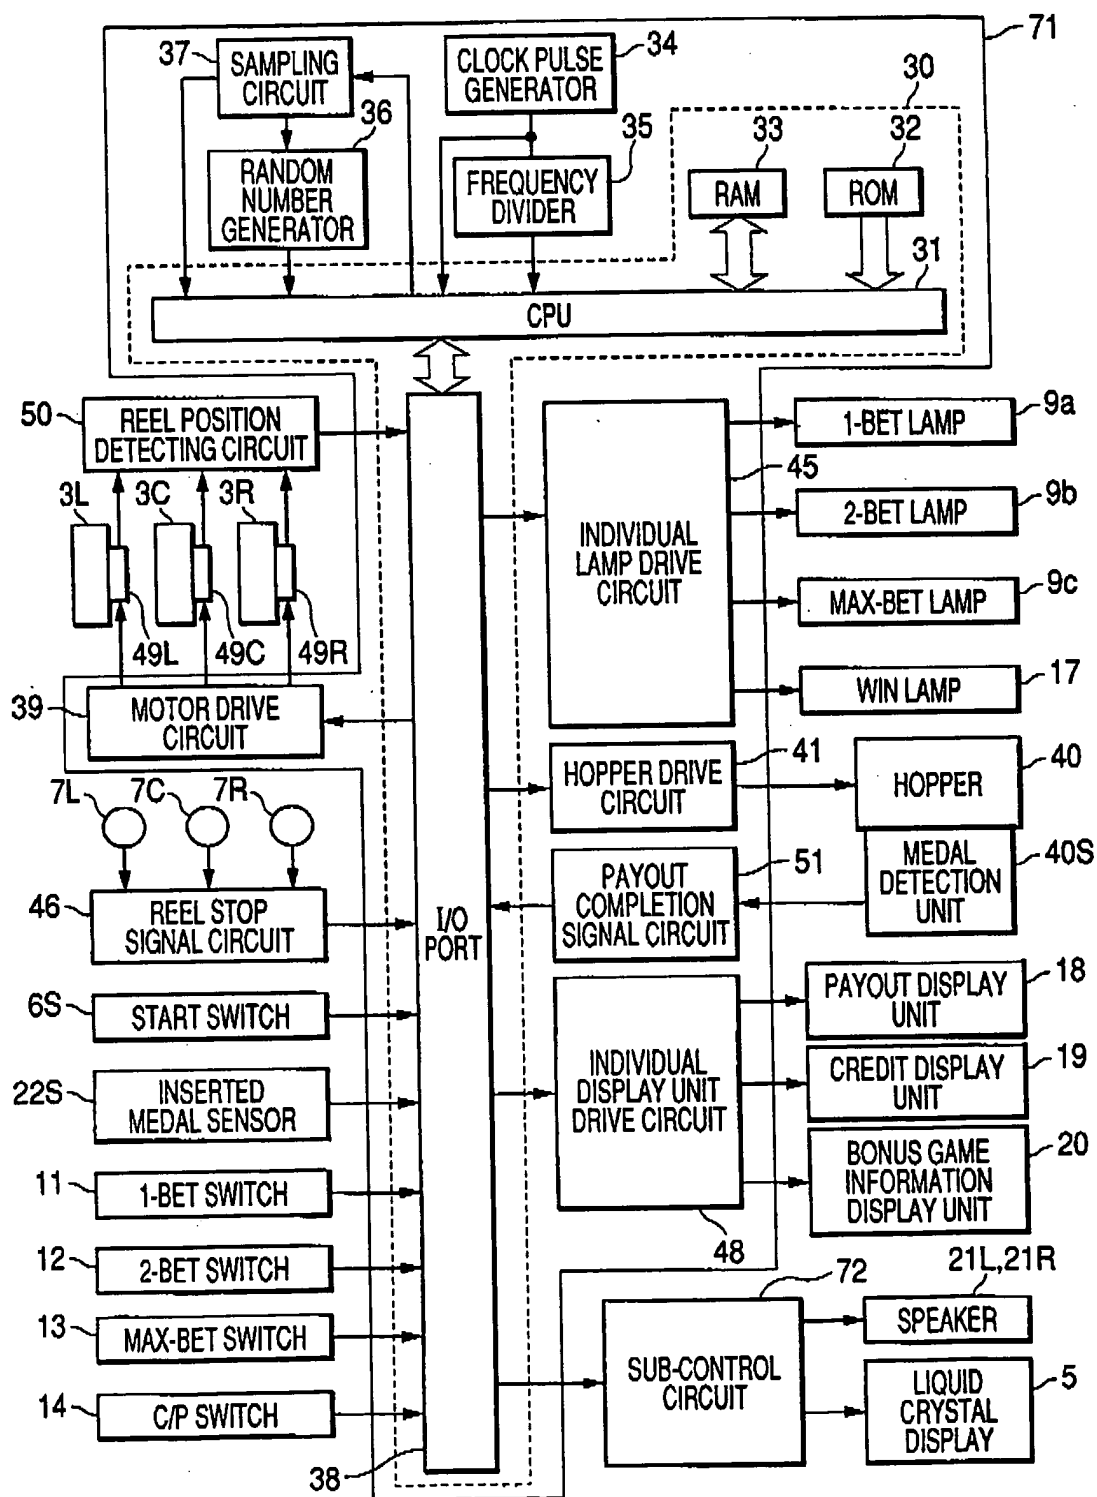 71
37
SAMPLING
CIRCUIT
CLOCK PULSE
GENERATOR
34
36
RANDOM
NUMBER
GENERATOR
35
FREQUENCY
DIVIDER
30
33
RAM
32
ROM
31
CPU
50
REEL POSITION
DETECTING CIRCUIT
3L
3C
3R
49L
49C
49R
39
MOTOR DRIVE
CIRCUIT
7L
7C
7R
46
REEL STOP
SIGNAL CIRCUIT
6S
START SWITCH
22S
INSERTED
MEDAL SENSOR
11
1-BET SWITCH
12
2-BET SWITCH
13
MAX-BET SWITCH
14
C/P SWITCH
I/O
PORT
38
INDIVIDUAL
LAMP DRIVE
CIRCUIT
45
1-BET LAMP
9a
2-BET LAMP
9b
MAX-BET LAMP
9c
WIN LAMP
17
HOPPER DRIVE
CIRCUIT
41
HOPPER
40
PAYOUT
COMPLETION
SIGNAL CIRCUIT
51
MEDAL
DETECTION
UNIT
40S
INDIVIDUAL
DISPLAY UNIT
DRIVE CIRCUIT
48
PAYOUT DISPLAY
UNIT
18
CREDIT DISPLAY
UNIT
19
BONUS GAME
INFORMATION
DISPLAY UNIT
20
72
SUB-CONTROL
CIRCUIT
21L,21R
SPEAKER
LIQUID
CRYSTAL
DISPLAY
5